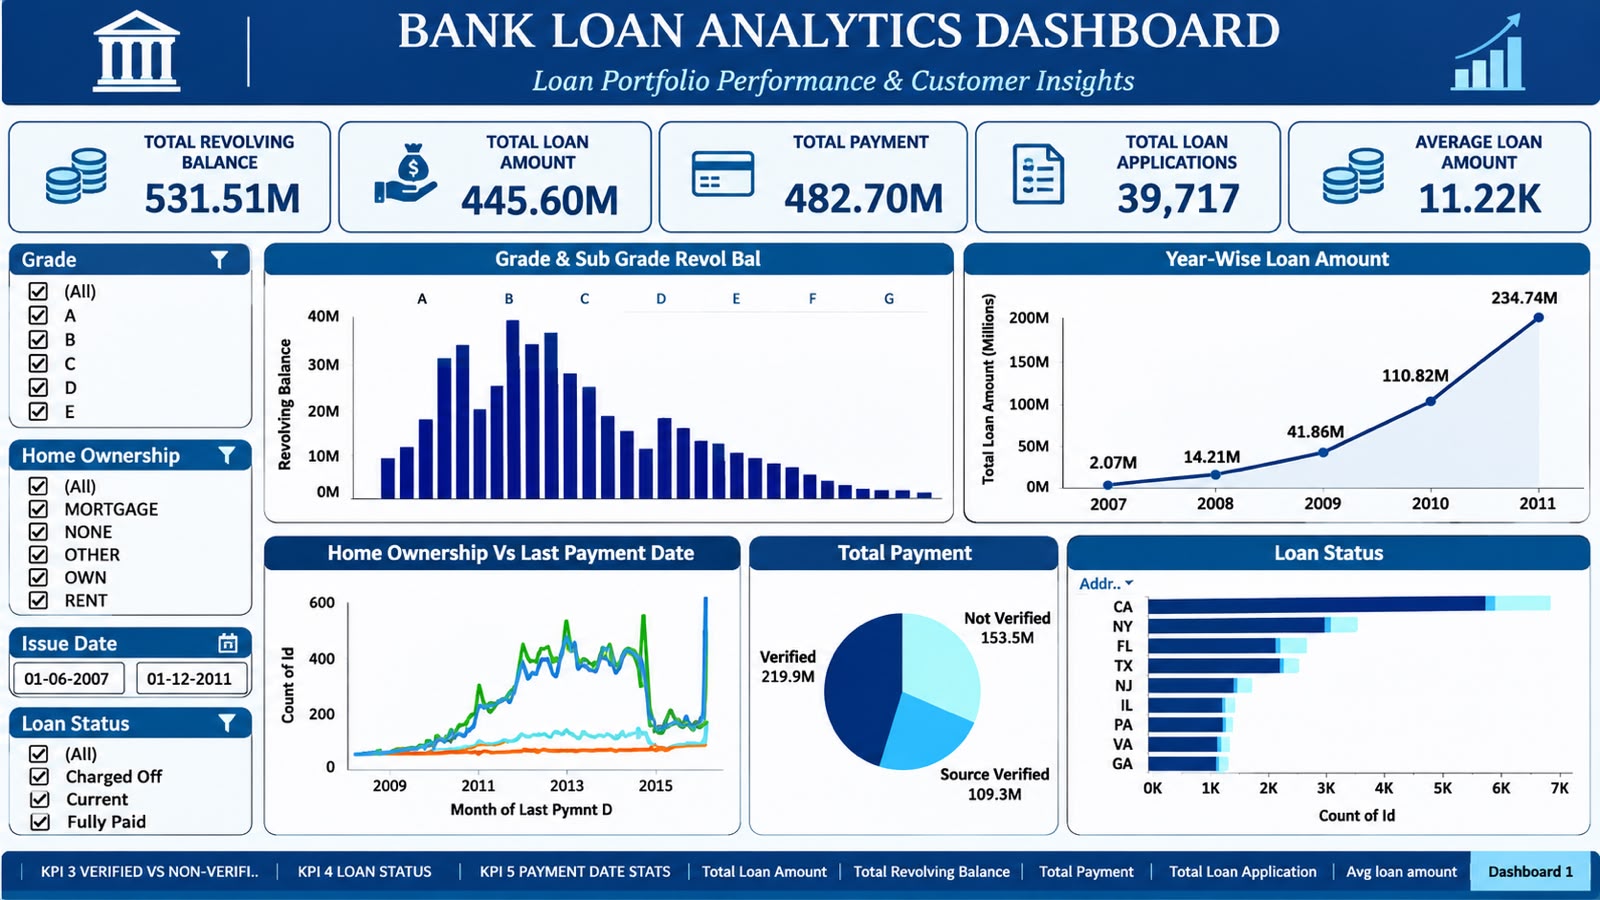 BANK LOAN ANALYTICS DASHBOARD
Loan Portfolio Performance & Customer Insights
TOTAL REVOLVING
BALANCE
531.51M
TOTAL LOAN
AMOUNT
445.60M
TOTAL PAYMENT
482.70M
TOTAL LOAN
APPLICATIONS
39,717
AVERAGE LOAN
AMOUNT
11.22K
Grade
(All)
A
B
C
D
E
Home Ownership
(All)
MORTGAGE
NONE
OTHER
OWN
RENT
Issue Date
01-06-2007
01-12-2011
Loan Status
(All)
Charged Off
Current
Fully Paid
Grade & Sub Grade Revol Bal
A B C D E F G
Revolving Balance
40M
30M
20M
10M
0M
Year-Wise Loan Amount
Total Loan Amount (Millions)
200M
150M
100M
50M
0M
2.07M
14.21M
41.86M
110.82M
234.74M
2007 2008 2009 2010 2011
Home Ownership Vs Last Payment Date
Count of Id
600
400
200
0
2009 2011 2013 2015
Month of Last Pymnt D
Total Payment
Not Verified
153.5M
Verified
219.9M
Source Verified
109.3M
Loan Status
Addr..
CA
NY
FL
TX
NJ
IL
PA
VA
GA
0K 1K 2K 3K 4K 5K 6K 7K
Count of Id
KPI 3 VERIFIED VS NON-VERIFI..
KPI 4 LOAN STATUS
KPI 5 PAYMENT DATE STATS
Total Loan Amount
Total Revolving Balance
Total Payment
Total Loan Application
Avg loan amount
Dashboard 1